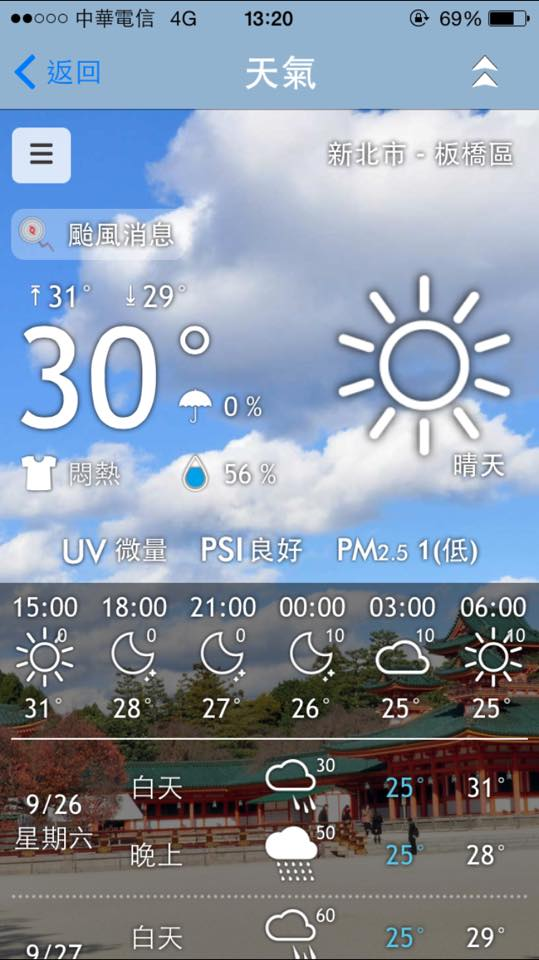 中華電信 4G 13:20 69%
返回 天氣
新北市 - 板橋區
颱風消息
31° 29°
30°
0 %
晴天
悶熱 56 %
UV 微量 PSI 良好 PM2.5 1(低)
15:00 18:00 21:00 00:00 03:00 06:00
0 0 0 10 10 10
31° 28° 27° 26° 25° 25°
9/26 星期六
白天 30 25° 31°
晚上 50 25° 28°
9/27
白天 60 25° 29°